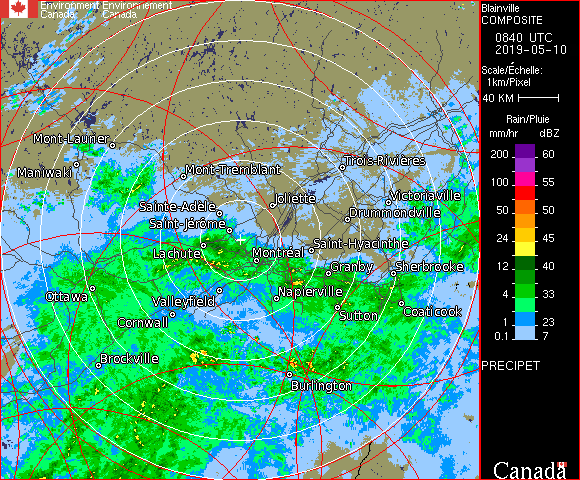 Environment Environnement
Canada Canada
Blainville
COMPOSITE
0840 UTC
2019-05-10
Scale/Échelle:
1km/Pixel
40 KM
Rain/Pluie
mm/hr dBZ
200 60
100 55
50 50
24 45
12 40
4 33
1 23
0.1 7
PRECIPET
Mont-Laurier
Maniwaki
Mont-Tremblant
Trois-Rivières
Sainte-Adèle
Joliette
Victoriaville
Drummondville
Saint-Jérôme
Lachute
Montréal
Saint-Hyacinthe
Granby
Sherbrooke
Ottawa
Valleyfield
Napierville
Cornwall
Sutton
Coaticook
Brockville
Burlington
Canada